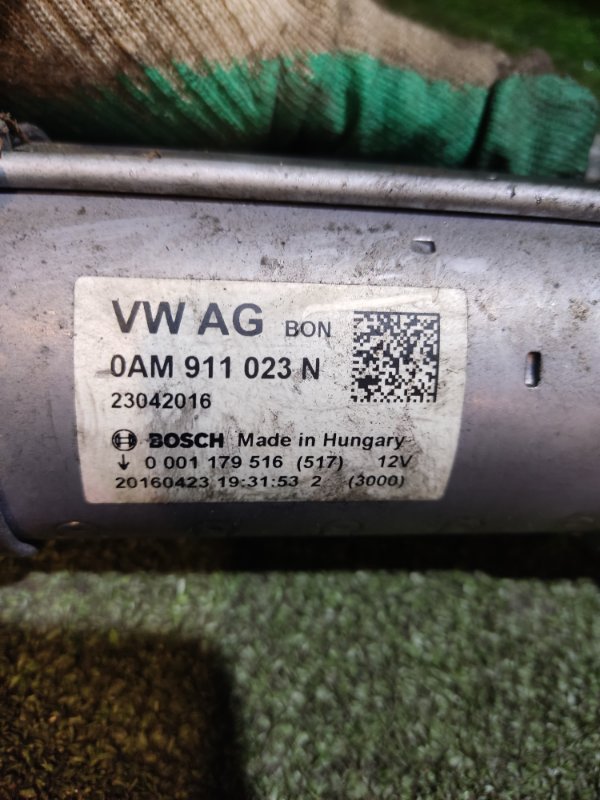 VW AG BON
0AM 911 023 N
23042016
BOSCH Made in Hungary
0 001 179 516 (517) 12V
20160423 19:31:53 2 (3000)